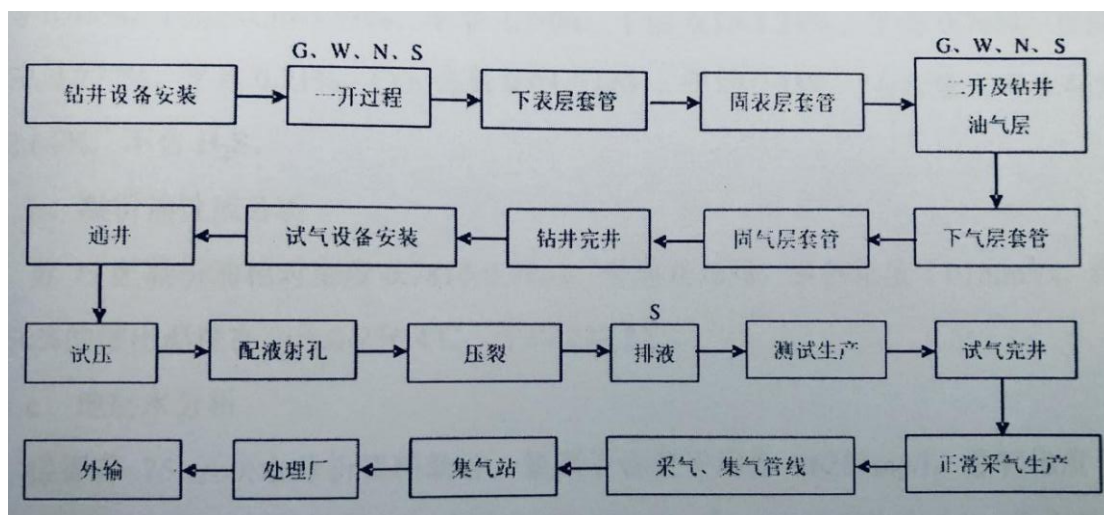 G、W、N、S
G、W、N、S
钻井设备安装
一开过程
下表层套管
固表层套管
二开及钻井
油气层
通井
试气设备安装
钻井完井
固气层套管
下气层套管
S
试压
配液射孔
压裂
排液
测试生产
试气完井
外输
处理厂
集气站
采气、集气管线
正常采气生产